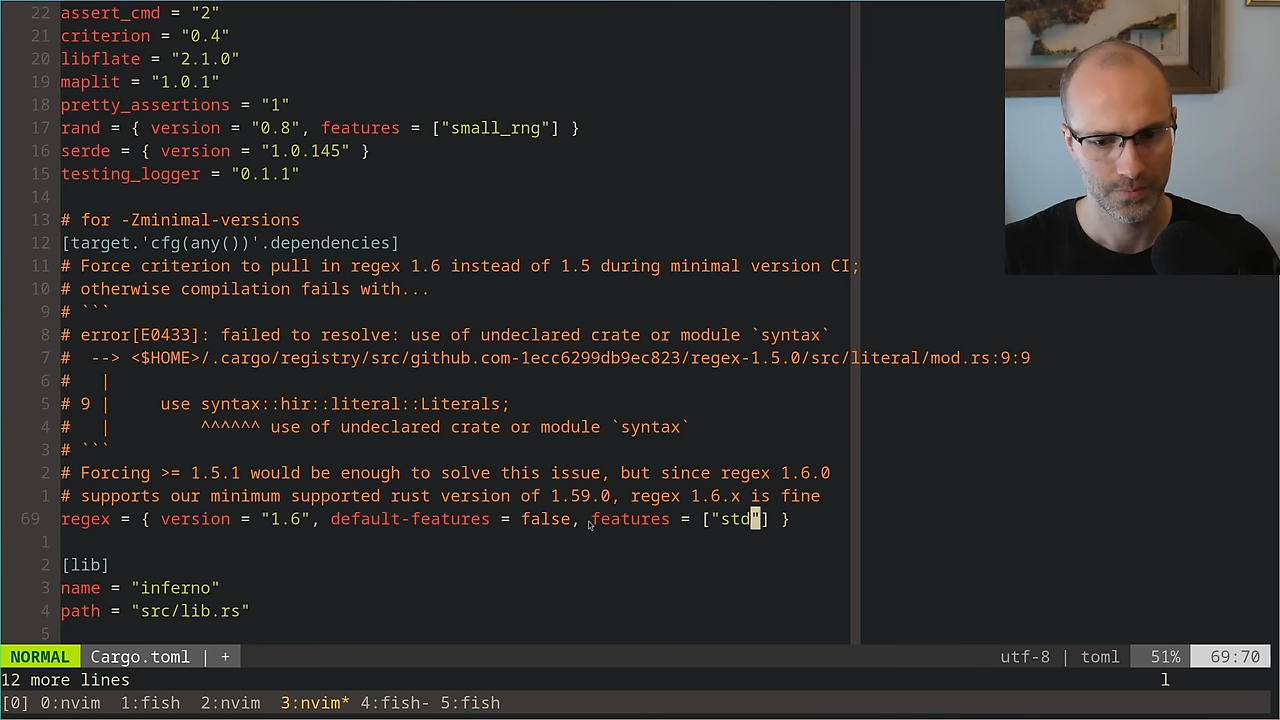 22 assert_cmd = "2"
21 criterion = "0.4"
20 libflate = "2.1.0"
19 maplit = "1.0.1"
18 pretty_assertions = "1"
17 rand = { version = "0.8", features = ["small_rng"] }
16 serde = { version = "1.0.145" }
15 testing_logger = "0.1.1"
14
13 # for -Zminimal-versions
12 [target.'cfg(any())'.dependencies]
11 # Force criterion to pull in regex 1.6 instead of 1.5 during minimal version CI;
10 # otherwise compilation fails with...
9 # ```
8 # error[E0433]: failed to resolve: use of undeclared crate or module `syntax`
7 #  --> <$HOME>/.cargo/registry/src/github.com-1ecc6299db9ec823/regex-1.5.0/src/literal/mod.rs:9:9
6 #   |
5 # 9 |     use syntax::hir::literal::Literals;
4 #   |         ^^^^^^ use of undeclared crate or module `syntax`
3 # ```
2 # Forcing >= 1.5.1 would be enough to solve this issue, but since regex 1.6.0
1 # supports our minimum supported rust version of 1.59.0, regex 1.6.x is fine
69 regex = { version = "1.6", default-features = false, features = ["std"] }
1
2 [lib]
3 name = "inferno"
4 path = "src/lib.rs"
5
NORMAL Cargo.toml | + utf-8 | toml 51% 69:70
12 more lines l
[0] 0:nvim 1:fish 2:nvim 3:nvim* 4:fish- 5:fish